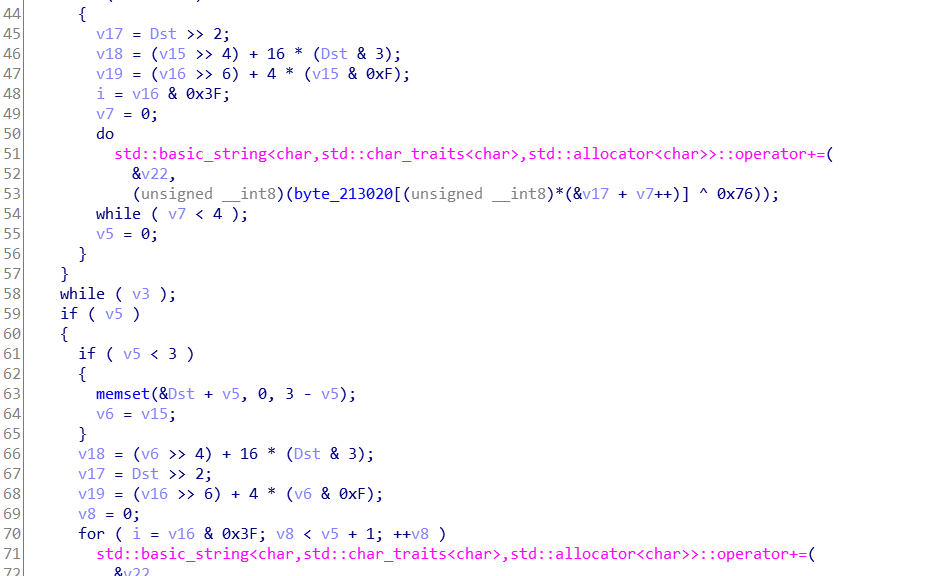 44 {
45 v17 = Dst >> 2;
46 v18 = (v15 >> 4) + 16 * (Dst & 3);
47 v19 = (v16 >> 6) + 4 * (v15 & 0xF);
48 i = v16 & 0x3F;
49 v7 = 0;
50 do
51 std::basic_string<char,std::char_traits<char>,std::allocator<char>>::operator+=(
52 &v22,
53 (unsigned __int8)(byte_213020[(unsigned __int8)*(&v17 + v7++)] ^ 0x76));
54 while ( v7 < 4 );
55 v5 = 0;
56 }
57 }
58 while ( v3 );
59 if ( v5 )
60 {
61 if ( v5 < 3 )
62 {
63 memset(&Dst + v5, 0, 3 - v5);
64 v6 = v15;
65 }
66 v18 = (v6 >> 4) + 16 * (Dst & 3);
67 v17 = Dst >> 2;
68 v19 = (v16 >> 6) + 4 * (v6 & 0xF);
69 v8 = 0;
70 for ( i = v16 & 0x3F; v8 < v5 + 1; ++v8 )
71 std::basic_string<char,std::char_traits<char>,std::allocator<char>>::operator+=(
72 &v22